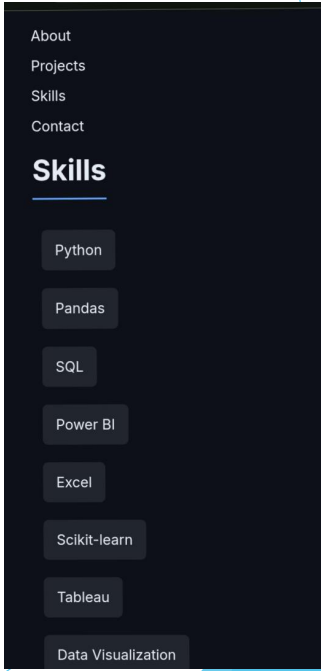 About
Projects
Skills
Contact
Skills
Python
Pandas
SQL
Power BI
Excel
Scikit-learn
Tableau
Data Visualization